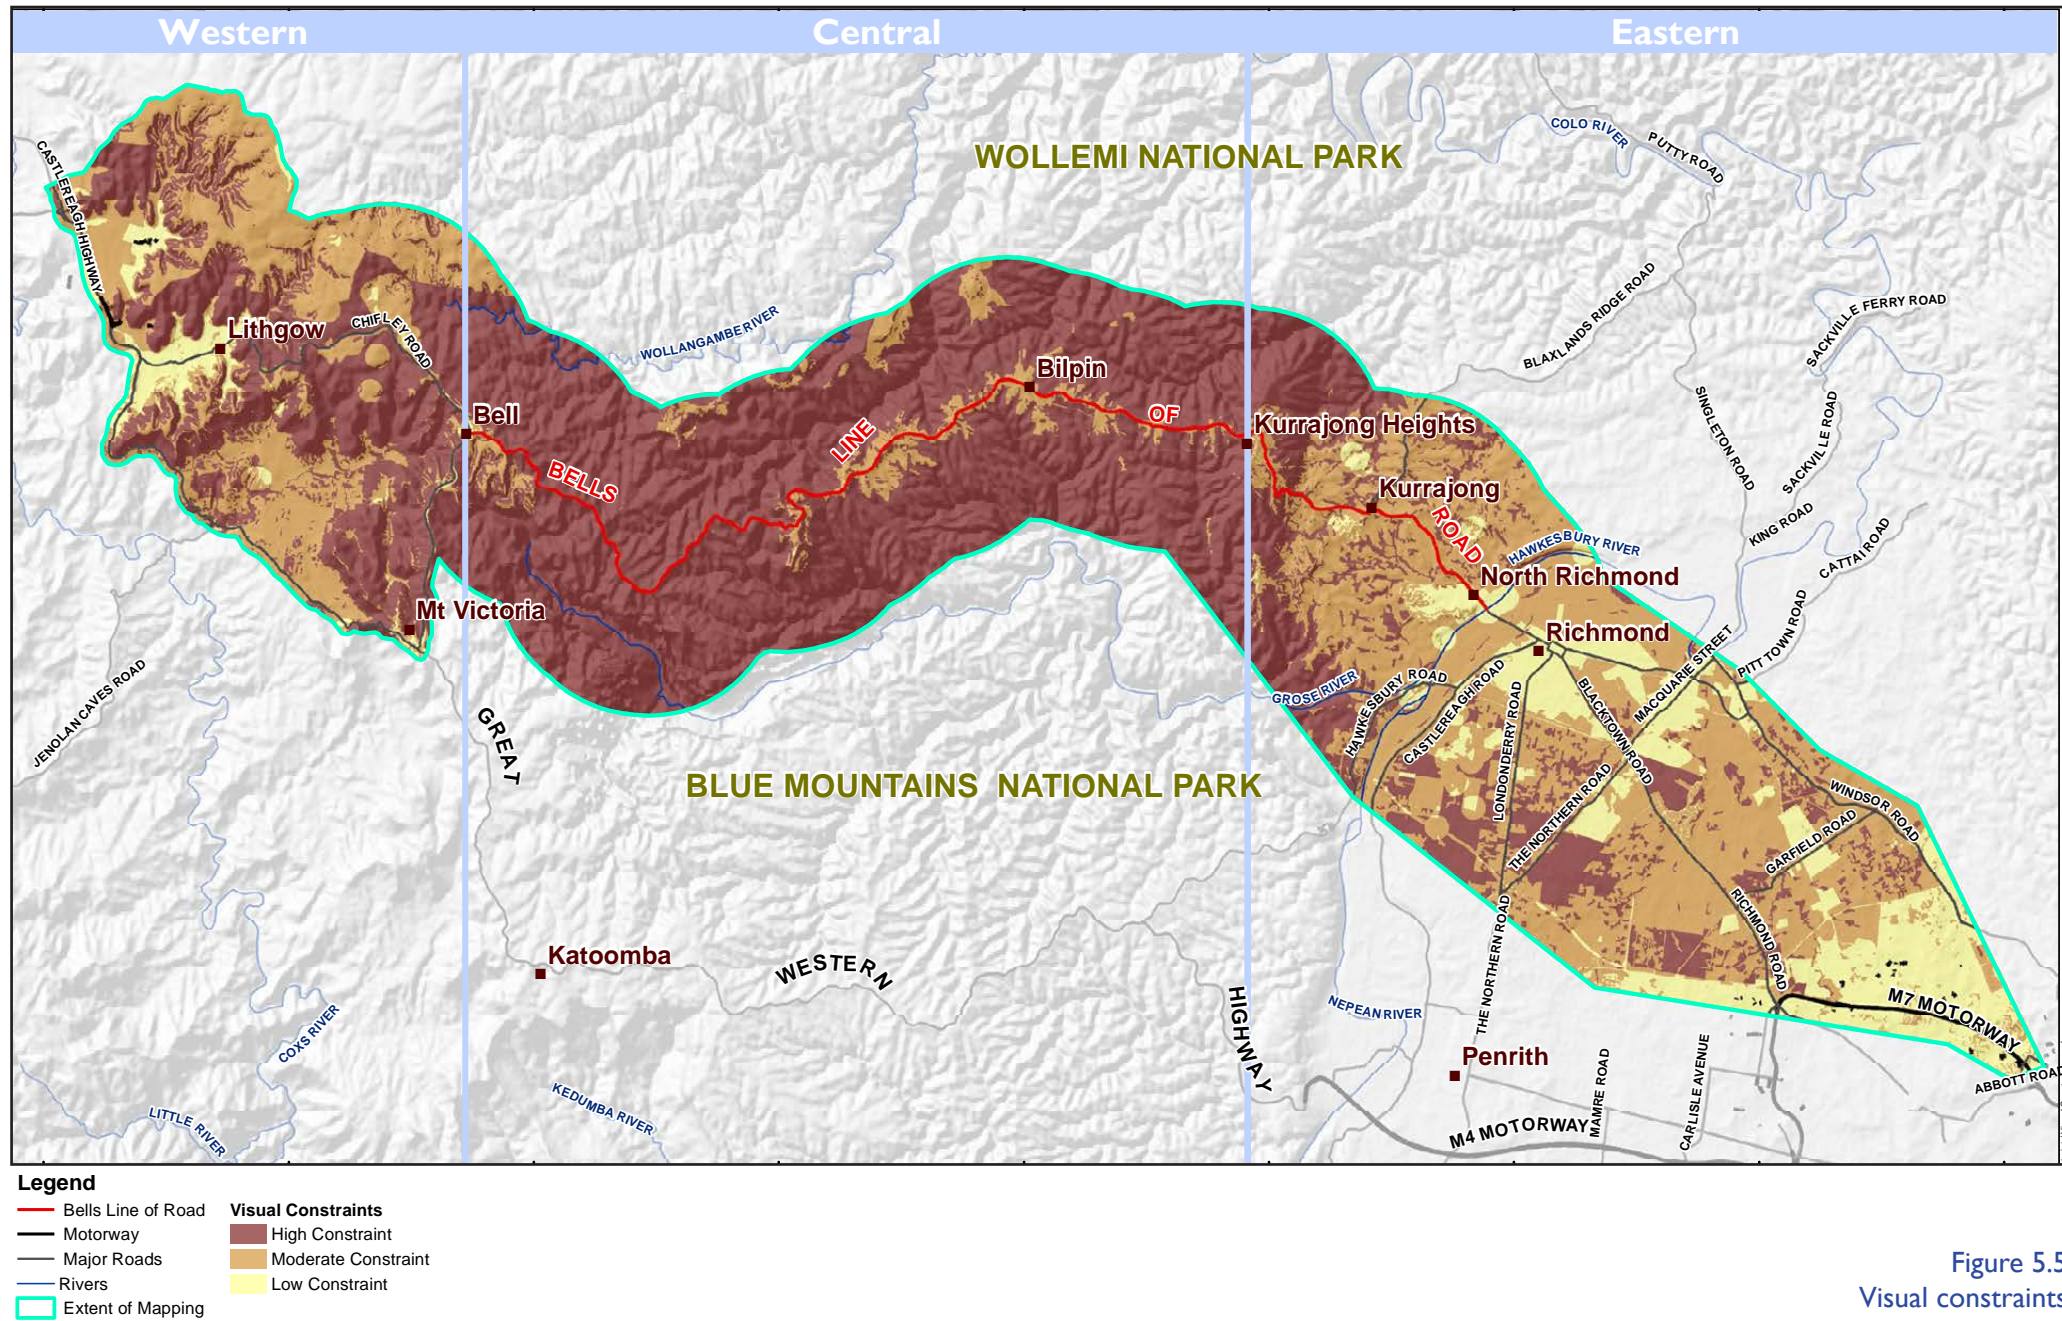 Western
Central
Eastern
WOLLEMI NATIONAL PARK
COLO RIVER
PUTTY ROAD
CASTLEREAGH HIGHWAY
BLAXLANDS RIDGE ROAD
SACKVILLE FERRY ROAD
Lithgow
CHIFLEY ROAD
WOLLANGAMBE RIVER
Bilpin
Bell
BELLS
LINE
OF
Kurrajong Heights
SINGLETON ROAD
SACKVILLE ROAD
Kurrajong
ROAD
KING ROAD
CATTAI ROAD
HAWKESBURY RIVER
North Richmond
Mt Victoria
Richmond
PITT TOWN ROAD
MACQUARIE STREET
JENOLAN CAVES ROAD
GROSE RIVER
HAWKESBURY ROAD
CASTLEREAGH ROAD
LONDONDERRY ROAD
BLACKTOWN ROAD
GREAT
BLUE MOUNTAINS NATIONAL PARK
THE NORTHERN ROAD
WINDSOR ROAD
GARFIELD ROAD
RICHMOND ROAD
Katoomba
WESTERN
HIGHWAY
THE NORTHERN ROAD
NEPEAN RIVER
M7 MOTORWAY
COXS RIVER
Penrith
ABBOTT ROAD
KEDUMBA RIVER
LITTLE RIVER
M4 MOTORWAY
MAMRE ROAD
CARLISLE AVENUE
Legend
Bells Line of Road
Motorway
Major Roads
Rivers
Extent of Mapping
Visual Constraints
High Constraint
Moderate Constraint
Low Constraint
Figure 5.5
Visual constraints